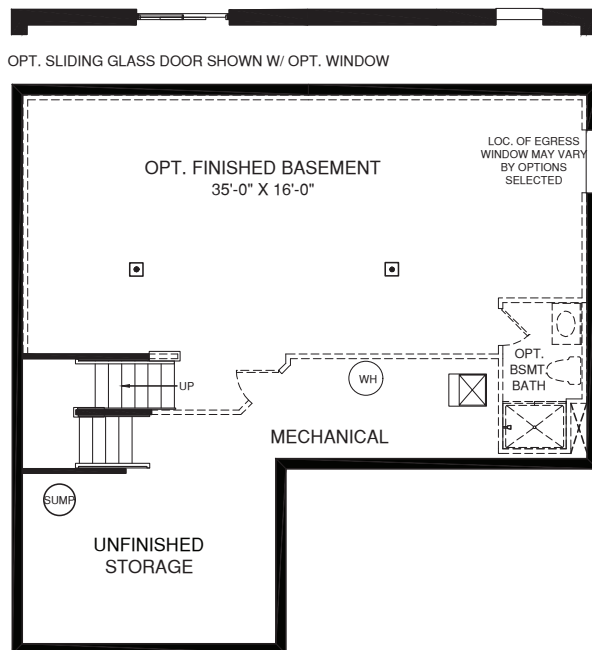 OPT. SLIDING GLASS DOOR SHOWN W/ OPT. WINDOW
LOC. OF EGRESS
WINDOW MAY VARY
BY OPTIONS
SELECTED
OPT. FINISHED BASEMENT
35'-0" X 16'-0"
OPT.
BSMT.
BATH
UP
WH
MECHANICAL
SUMP
UNFINISHED
STORAGE